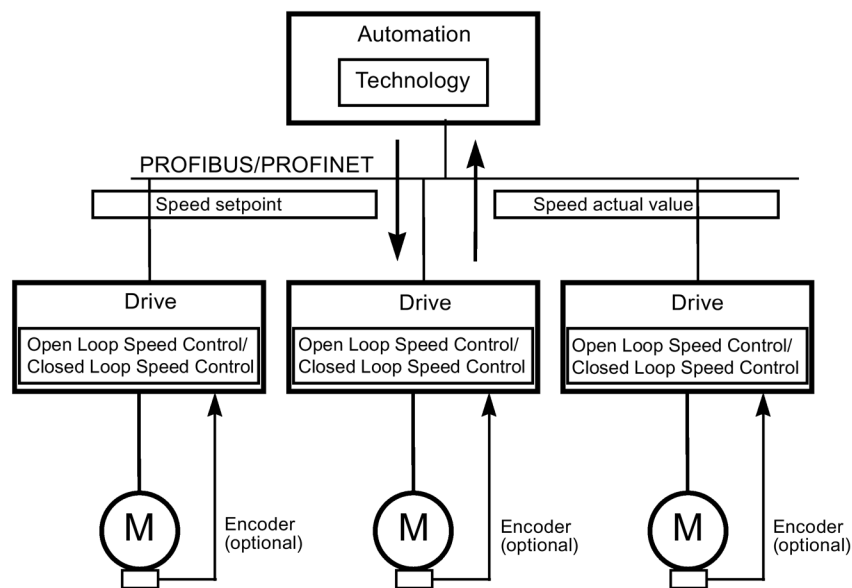 Automation
Technology
PROFIBUS/PROFINET
Speed setpoint
Speed actual value
Drive
Open Loop Speed Control/
Closed Loop Speed Control
Drive
Open Loop Speed Control/
Closed Loop Speed Control
Drive
Open Loop Speed Control/
Closed Loop Speed Control
M
Encoder
(optional)
M
Encoder
(optional)
M
Encoder
(optional)